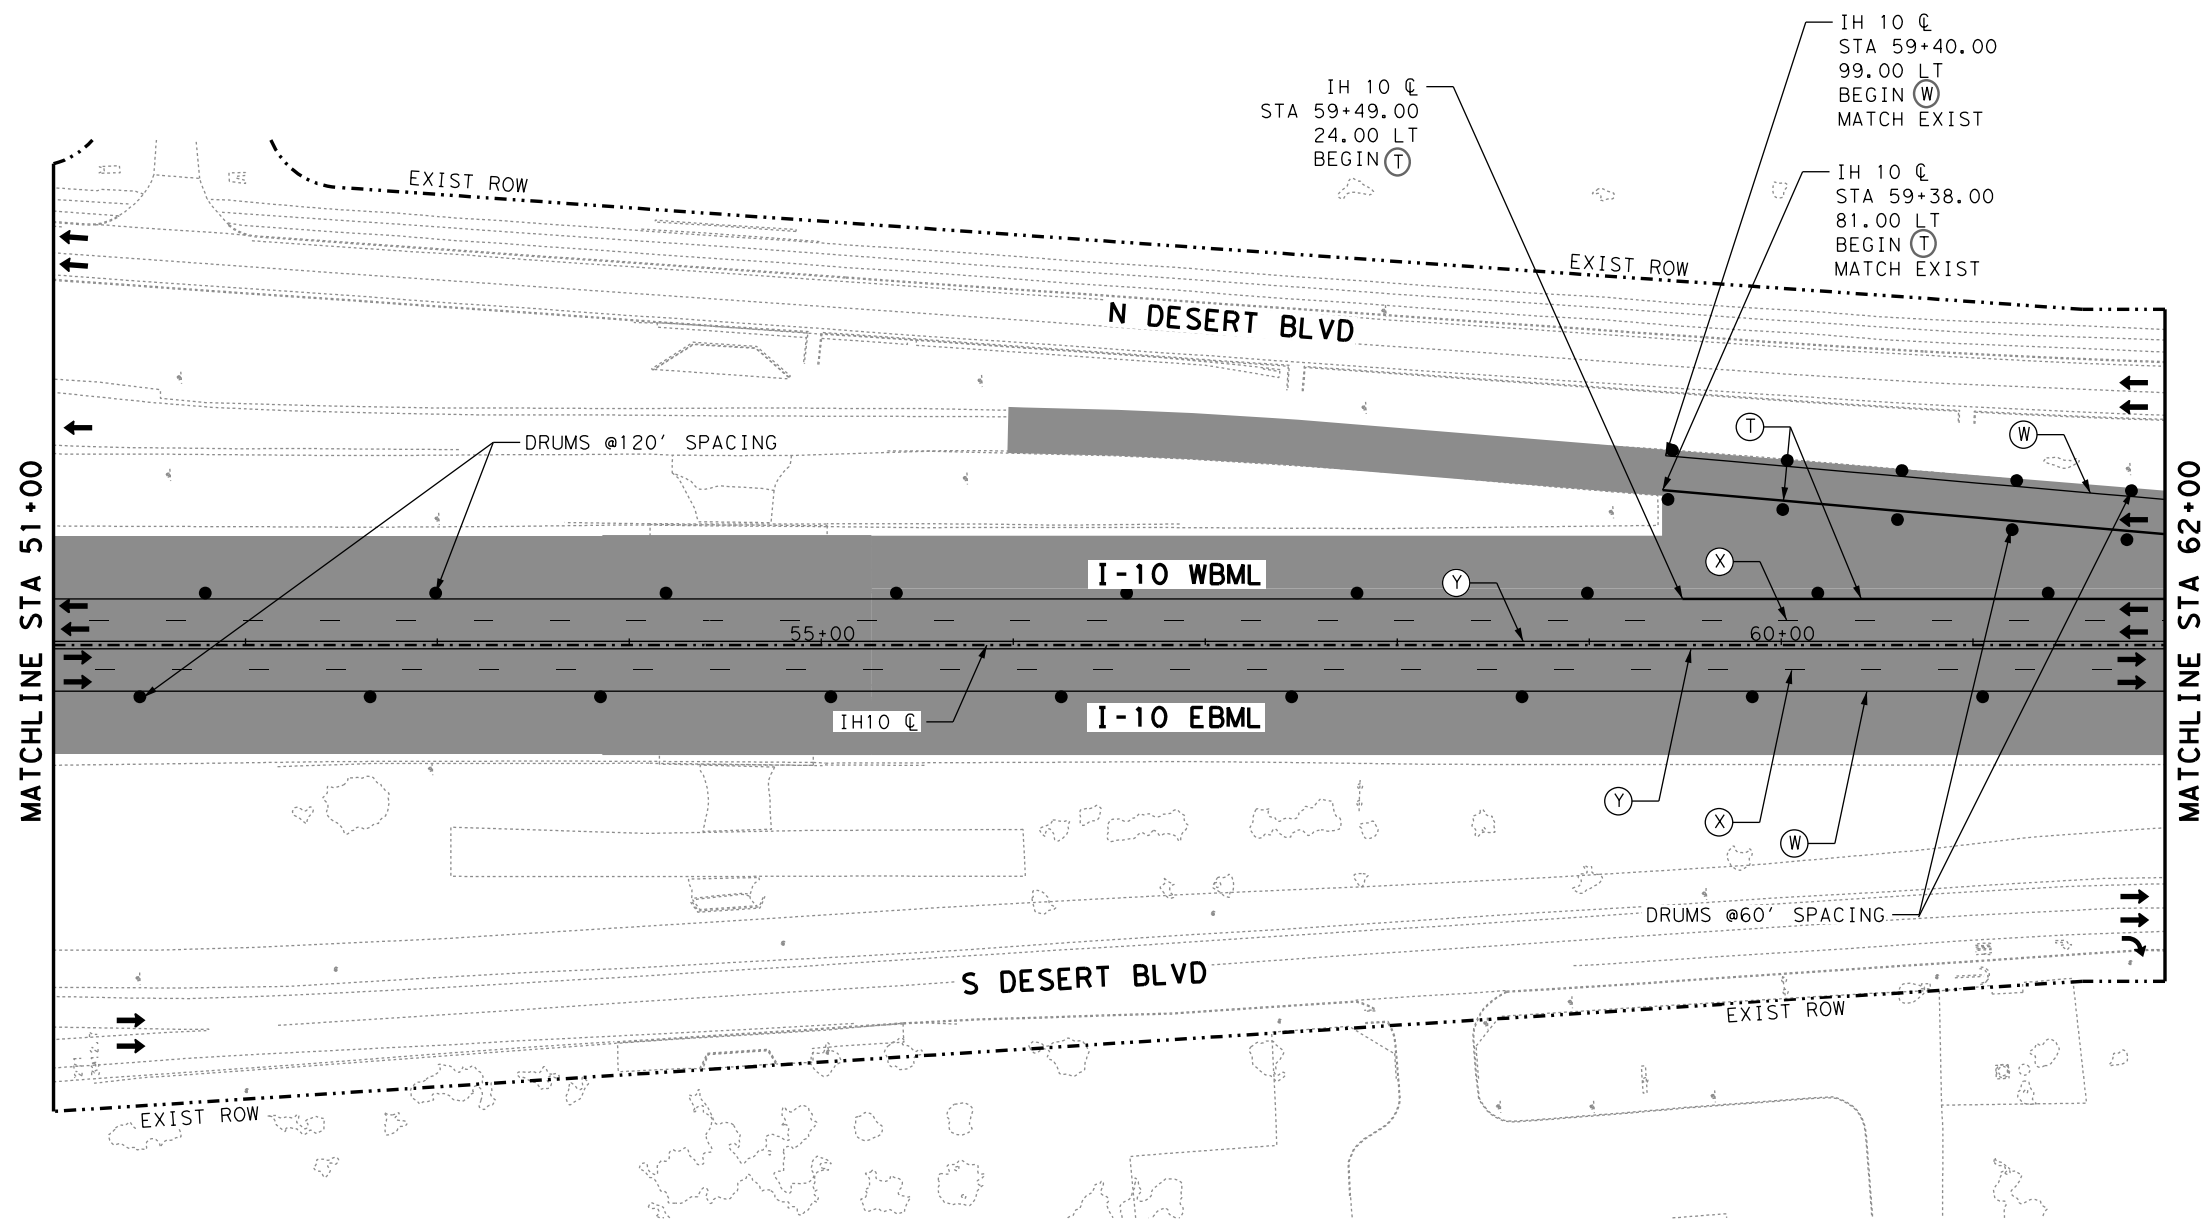 IH 10 ℄
STA 59+40.00
99.00 LT
BEGIN W
MATCH EXIST
IH 10 ℄
STA 59+49.00
24.00 LT
BEGIN T
IH 10 ℄
STA 59+38.00
81.00 LT
BEGIN T
MATCH EXIST
EXIST ROW
EXIST ROW
N DESERT BLVD
DRUMS @120' SPACING
T
W
MATCHLINE STA 51+00
MATCHLINE STA 62+00
I-10 WBML
X
Y
55+00
60+00
IH10 ℄
I-10 EBML
Y
X
W
DRUMS @60' SPACING
S DESERT BLVD
EXIST ROW
EXIST ROW